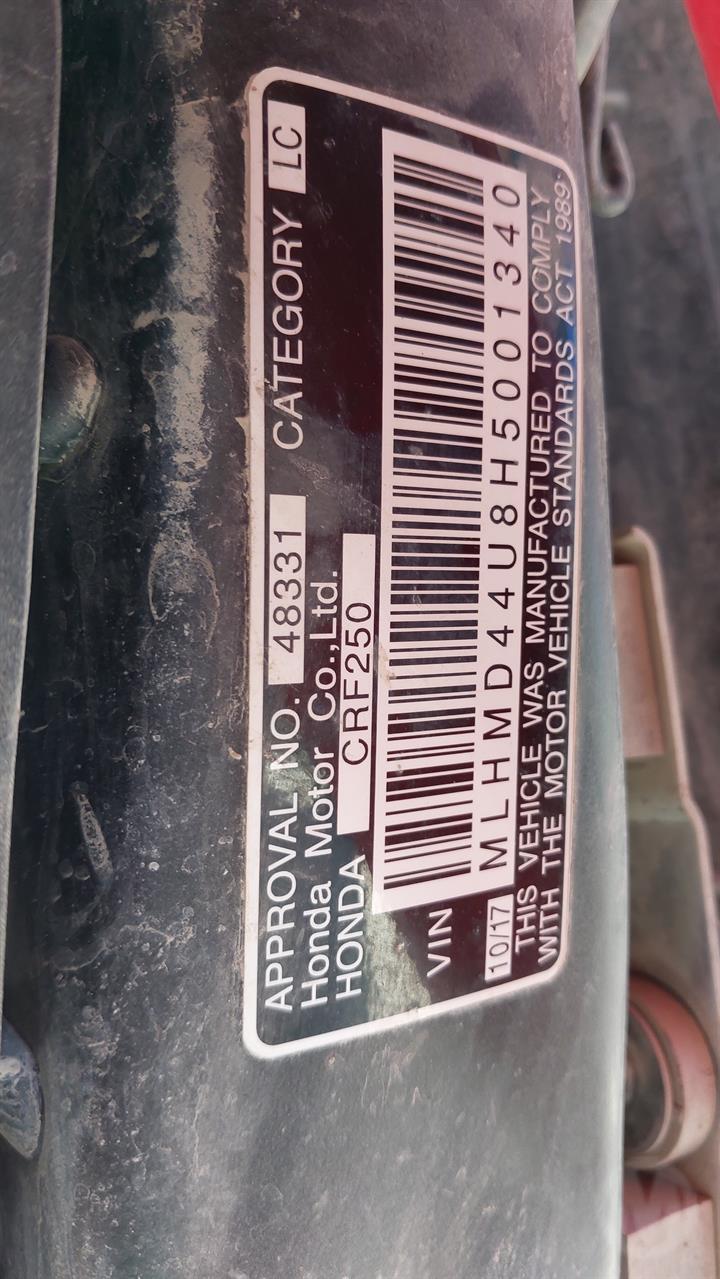 APPROVAL NO. 48331 CATEGORY LC
Honda Motor Co.,Ltd.
HONDA CRF250
VIN MLHMD44U8H5001340
10/17
THIS VEHICLE WAS MANUFACTURED TO COMPLY
WITH THE MOTOR VEHICLE STANDARDS ACT 1989.